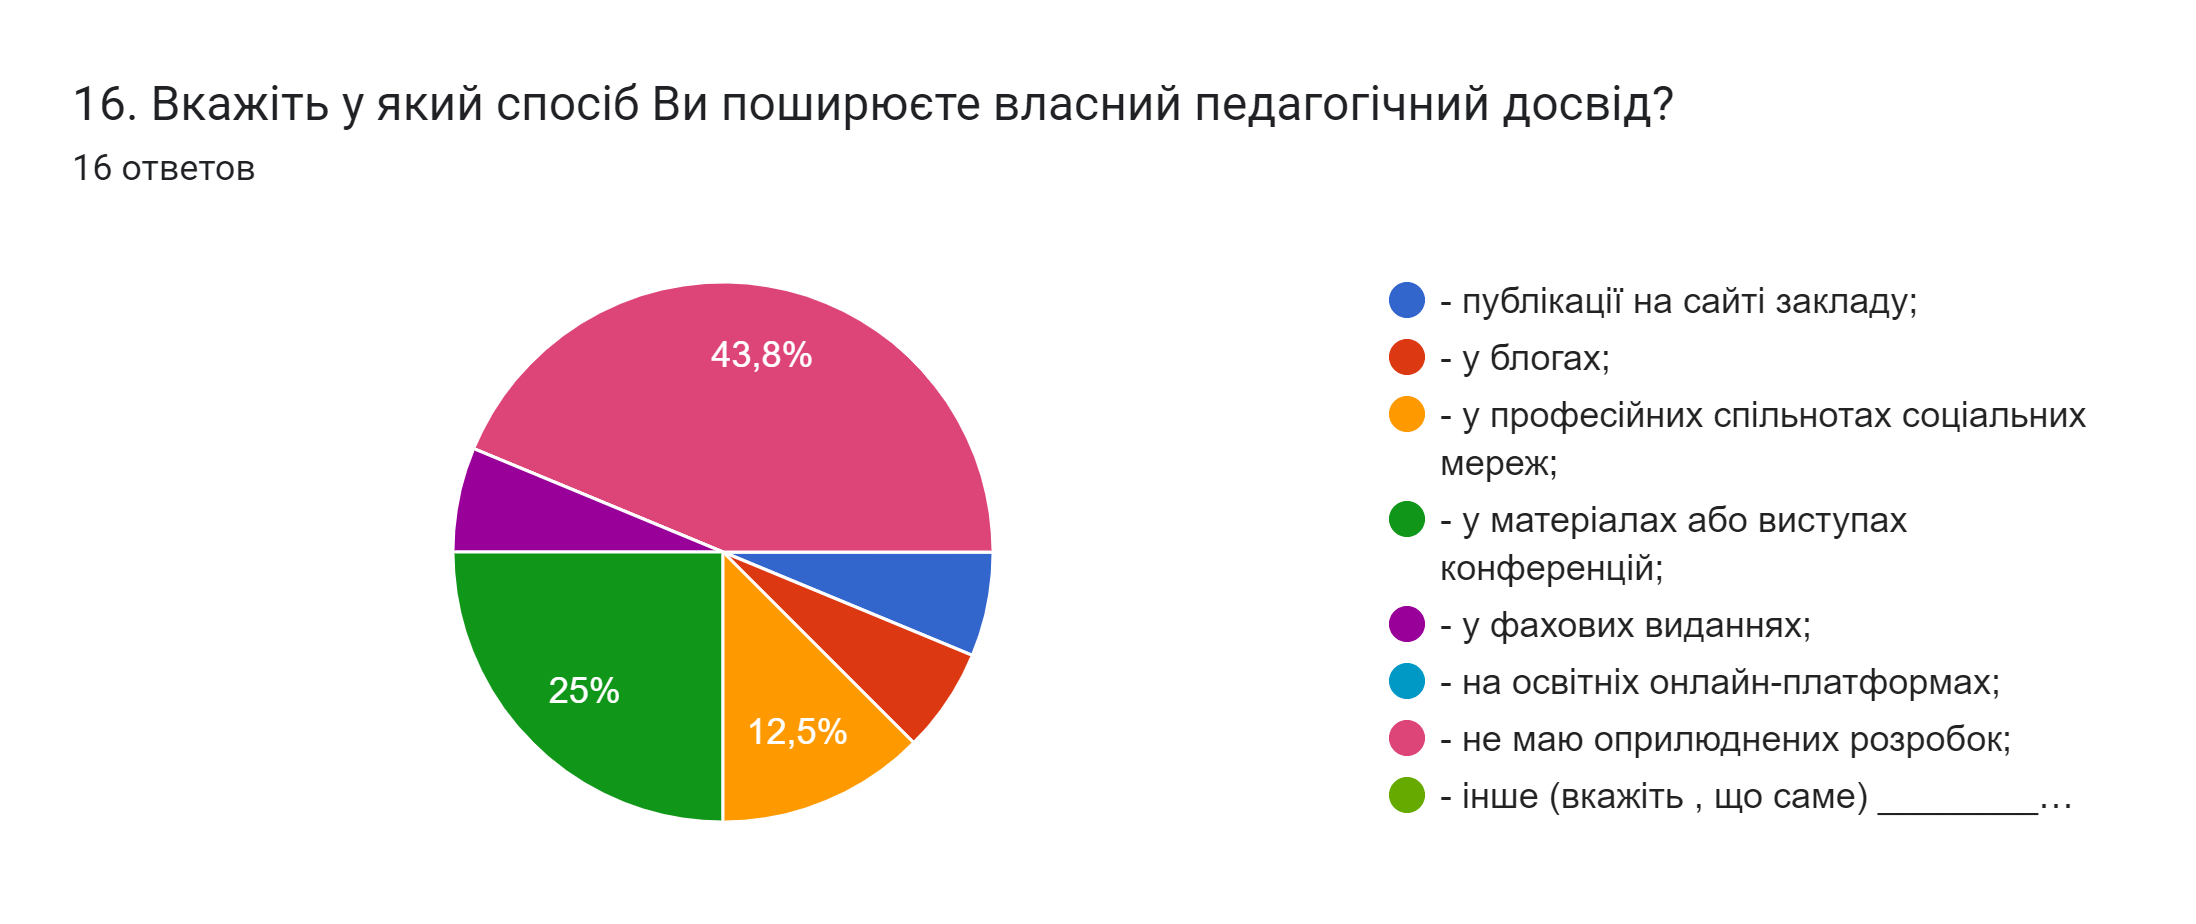 16. Вкажіть у який спосіб Ви поширюєте власний педагогічний досвід?
16 ответов
43,8%
25%
12,5%
- публікації на сайті закладу;
- у блогах;
- у професійних спільнотах соціальних
мереж;
- у матеріалах або виступах
конференцій;
- у фахових виданнях;
- на освітніх онлайн-платформах;
- не маю оприлюднених розробок;
- інше (вкажіть , що саме) ________…